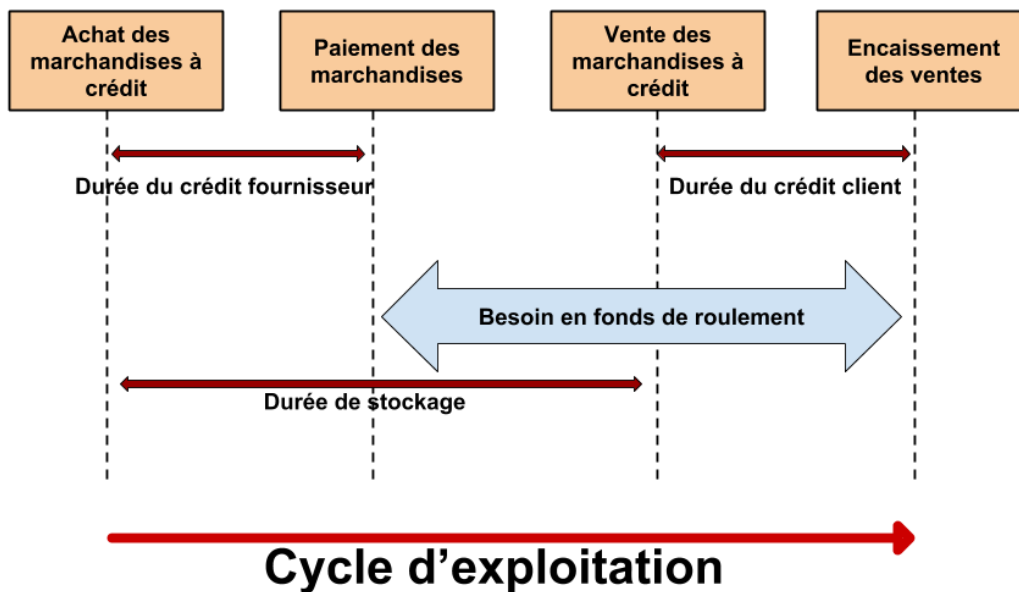 Achat des
marchandises à
crédit
Paiement des
marchandises
Vente des
marchandises à
crédit
Encaissement
des ventes
Durée du crédit fournisseur
Durée du crédit client
Besoin en fonds de roulement
Durée de stockage
Cycle d’exploitation